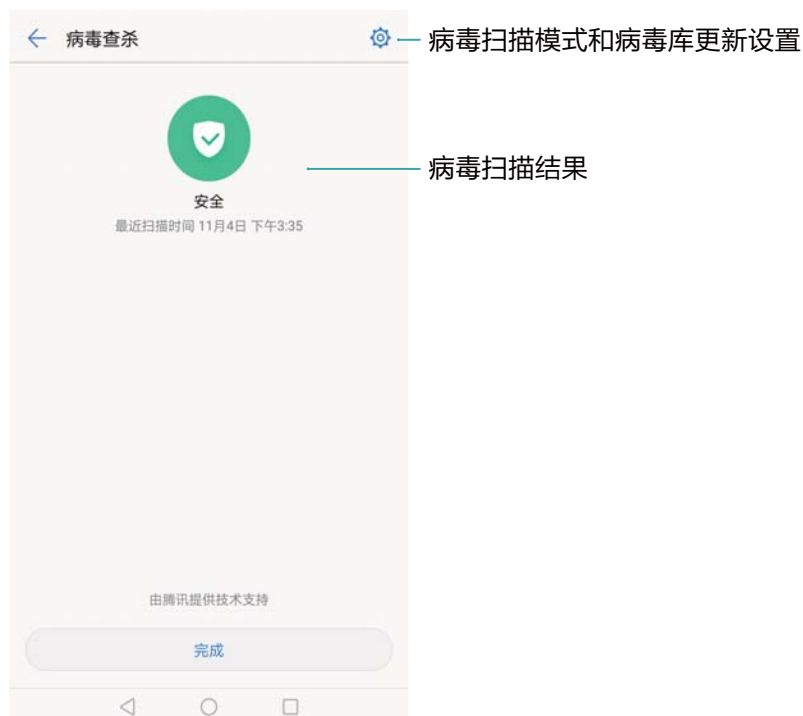 病毒查杀
病毒扫描模式和病毒库更新设置
病毒扫描结果
安全
最近扫描时间 11月4日 下午3:35
由腾讯提供技术支持
完成